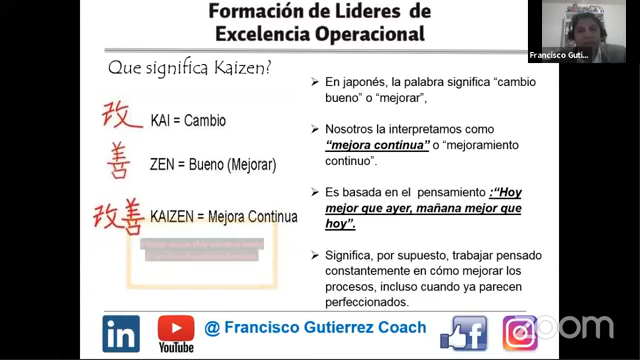 Formación de Lideres de
Excelencia Operacional
Francisco Guti...
Que significa Kaizen?
改 KAI = Cambio
善 ZEN = Bueno (Mejorar)
改善 KAIZEN = Mejora Continua
En japonés, la palabra significa “cambio
bueno” o “mejorar”,
Nosotros la interpretamos como
“mejora continua” o “mejoramiento
continuo”.
Es basada en el pensamiento :“Hoy
mejor que ayer, mañana mejor que
hoy”.
Significa, por supuesto, trabajar pensado
constantemente en cómo mejorar los
procesos, incluso cuando ya parecen
perfeccionados.
in
YouTube
@ Francisco Gutierrez Coach
f
zoom